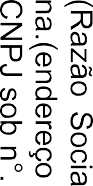 (Razão Socia
na. (endereço
CNPJ sob n°.